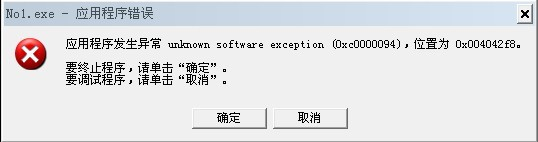 No1.exe - 应用程序错误
应用程序发生异常 unknown software exception (0xc0000094)，位置为 0x004042f8。
要终止程序，请单击“确定”。
要调试程序，请单击“取消”。
确定
取消